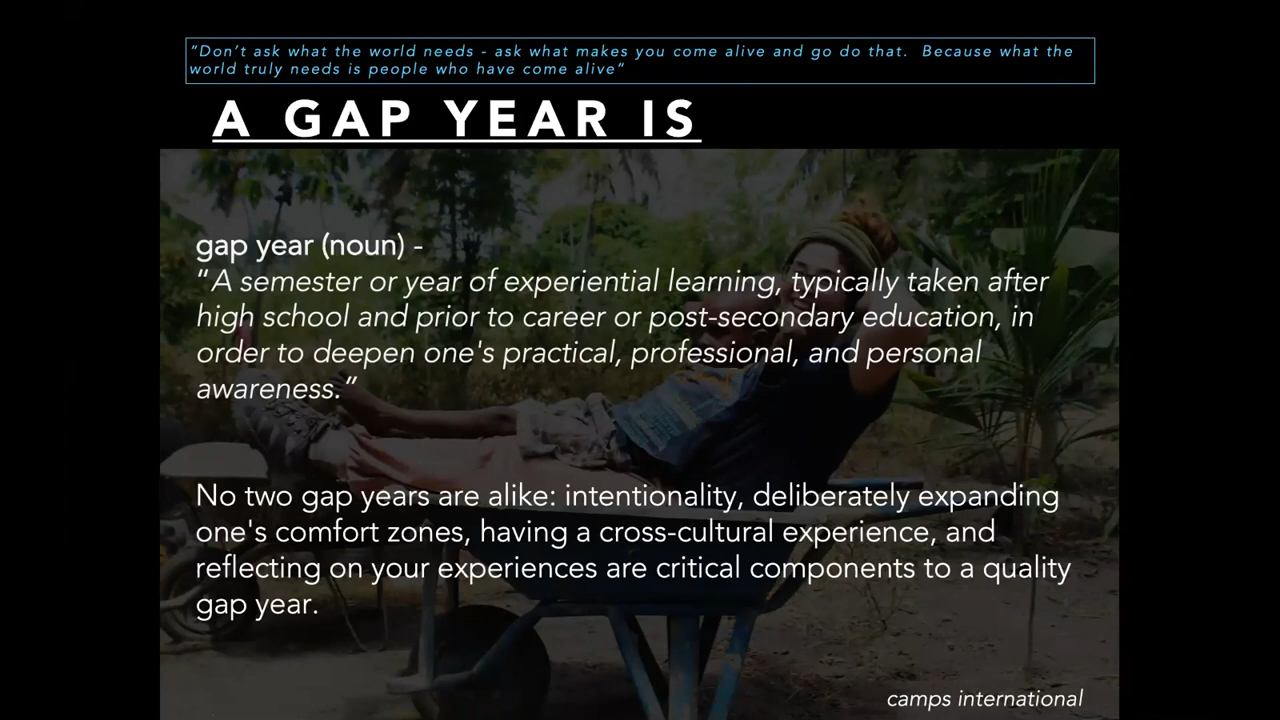 “Don’t ask what the world needs - ask what makes you come alive and go do that.  Because what the
world truly needs is people who have come alive“
A GAP YEAR IS
gap year (noun) -
“A semester or year of experiential learning, typically taken after
high school and prior to career or post-secondary education, in
order to deepen one's practical, professional, and personal
awareness.”
No two gap years are alike: intentionality, deliberately expanding
one's comfort zones, having a cross-cultural experience, and
reflecting on your experiences are critical components to a quality
gap year.
camps international